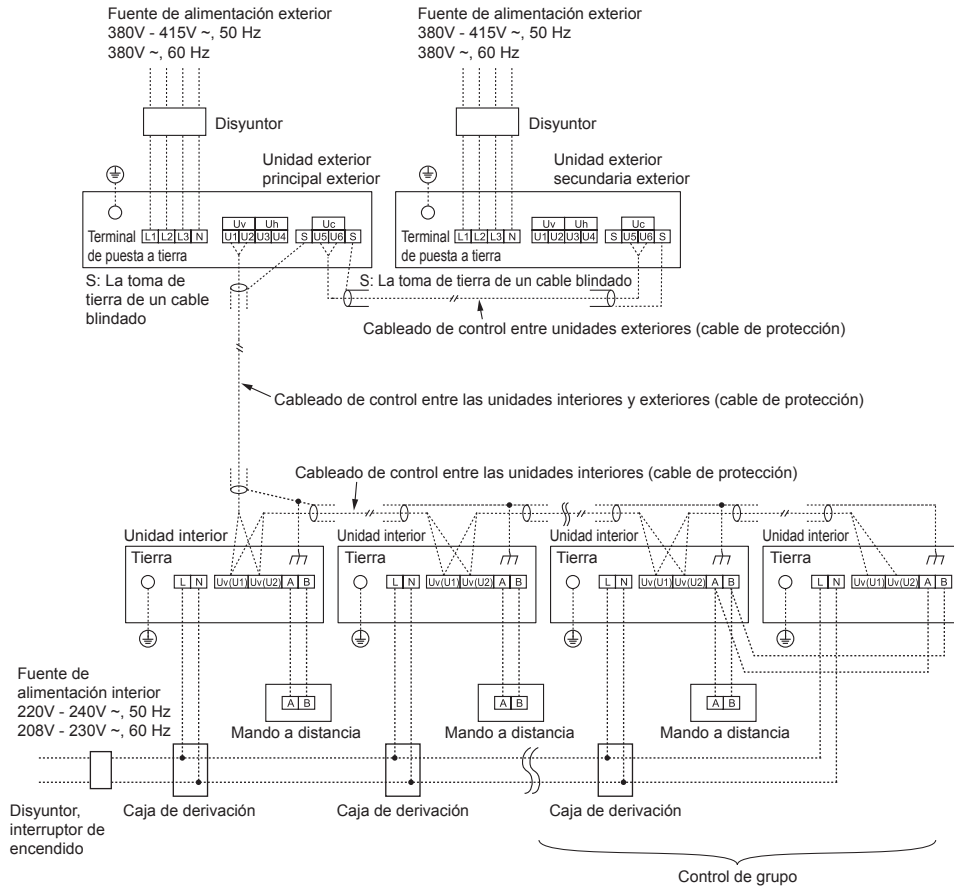 Fuente de alimentación exterior
380V - 415V ~, 50 Hz
380V ~, 60 Hz
Fuente de alimentación exterior
380V - 415V ~, 50 Hz
380V ~, 60 Hz
Disyuntor
Disyuntor
Unidad exterior
principal exterior
Unidad exterior
secundaria exterior
Uv Uh Uc
Terminal L1 L2 L3 N U1 U2 U3 U4 S U5 U6 S
de puesta a tierra
Uv Uh Uc
Terminal L1 L2 L3 N U1 U2 U3 U4 S U5 U6 S
de puesta a tierra
S: La toma de
tierra de un cable
blindado
S: La toma de tierra de un cable blindado
Cableado de control entre unidades exteriores (cable de protección)
Cableado de control entre las unidades interiores y exteriores (cable de protección)
Cableado de control entre las unidades interiores (cable de protección)
Unidad interior
Tierra
L N Uv(U1) Uv(U2) A B
Unidad interior
Tierra
L N Uv(U1) Uv(U2) A B
Unidad interior
Tierra
L N Uv(U1) Uv(U2) A B
Unidad interior
Tierra
L N Uv(U1) Uv(U2) A B
Fuente de
alimentación interior
220V - 240V ~, 50 Hz
208V - 230V ~, 60 Hz
A B
Mando a distancia
A B
Mando a distancia
A B
Mando a distancia
Disyuntor,
interruptor de
encendido
Caja de derivación
Caja de derivación
Caja de derivación
Control de grupo